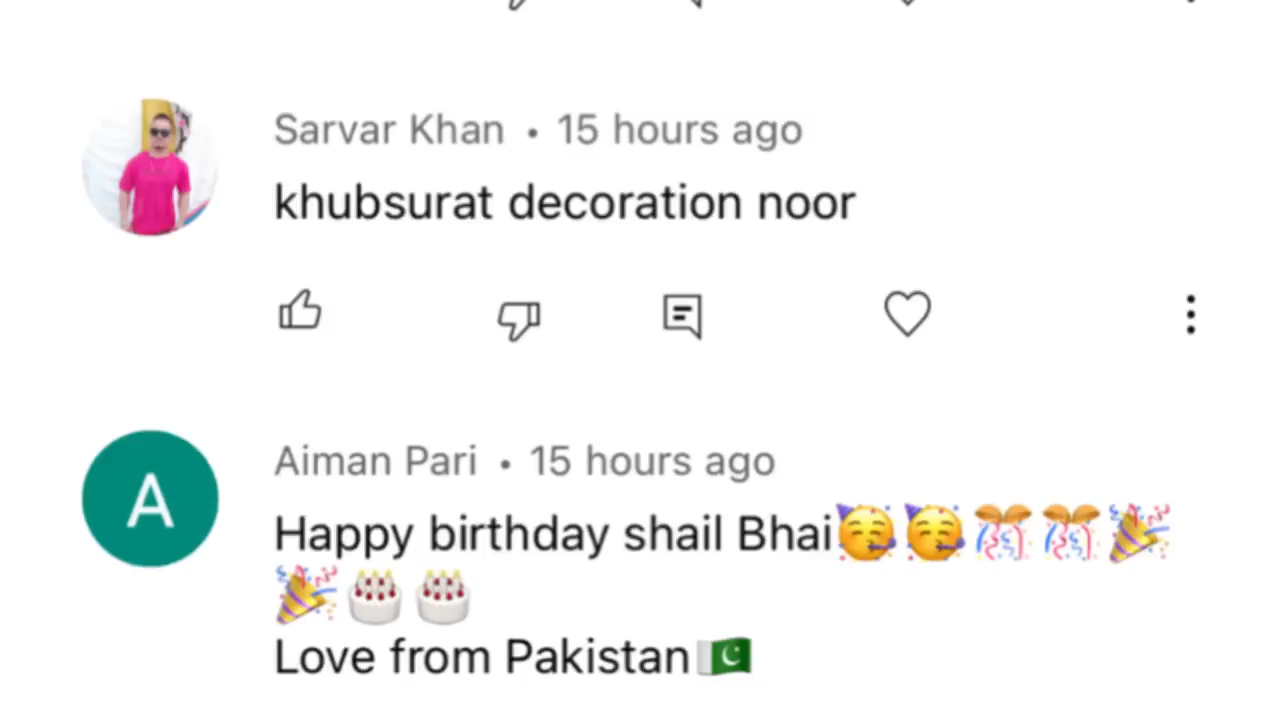 Sarvar Khan • 15 hours ago
khubsurat decoration noor
A
Aiman Pari • 15 hours ago
Happy birthday shail Bhai🥳🥳🎊🎊🎉
🎉🎂🎂
Love from Pakistan🇵🇰